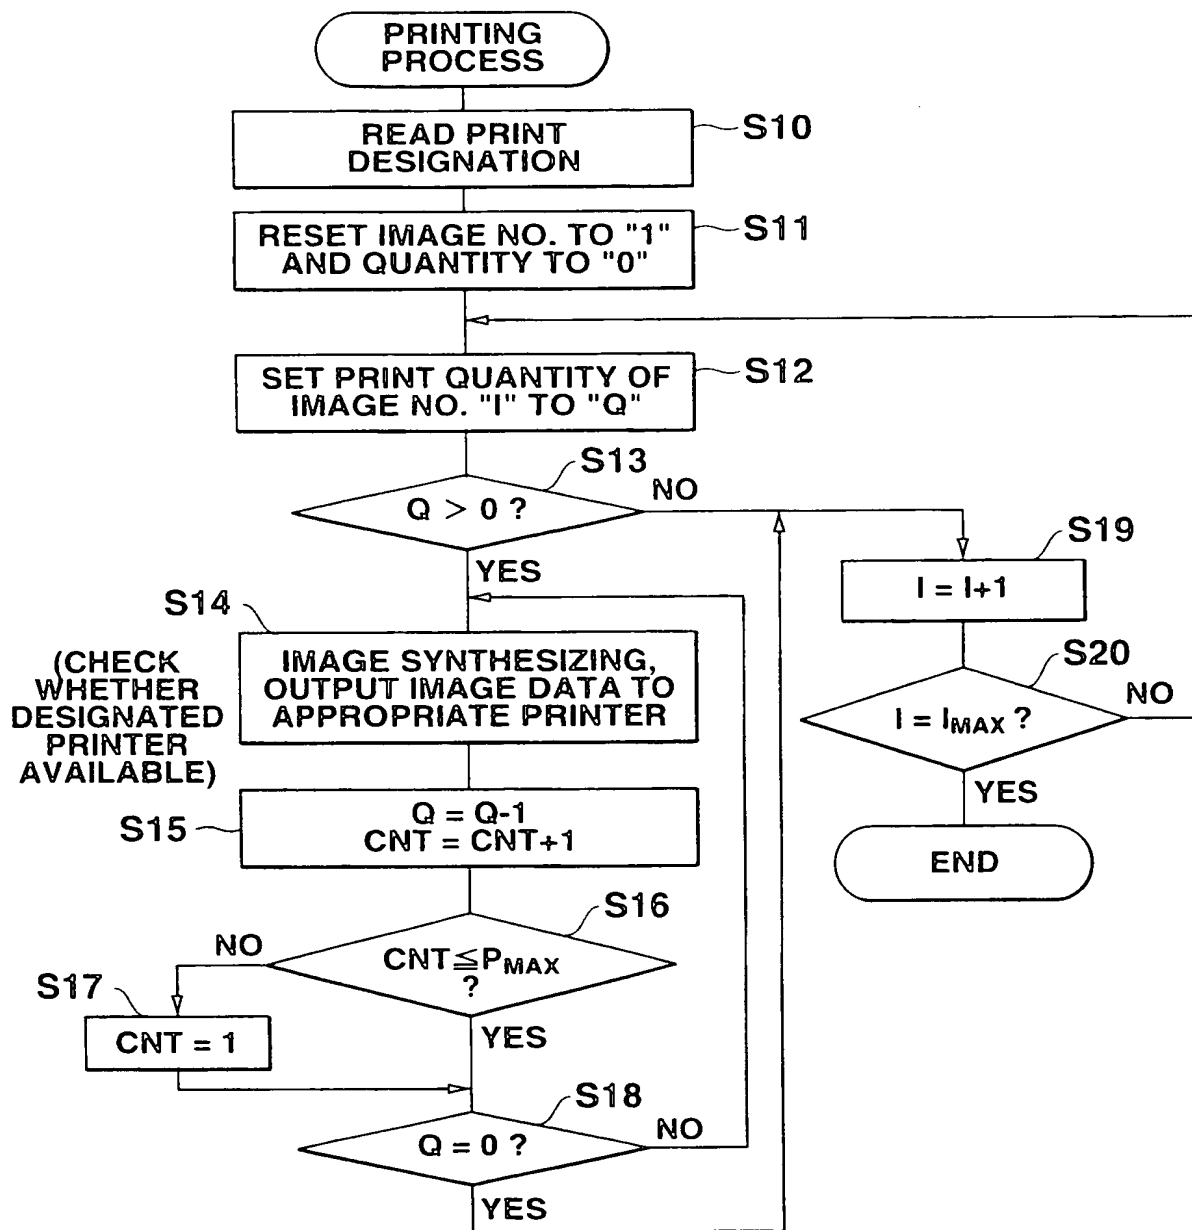 PRINTING
PROCESS
READ PRINT
DESIGNATION
S10
RESET IMAGE NO. TO "1"
AND QUANTITY TO "0"
S11
SET PRINT QUANTITY OF
IMAGE NO. "I" TO "Q"
S12
S13
Q > 0 ?
NO
YES
S14
(CHECK
WHETHER
DESIGNATED
PRINTER
AVAILABLE)
IMAGE SYNTHESIZING,
OUTPUT IMAGE DATA TO
APPROPRIATE PRINTER
S15
Q = Q-1
CNT = CNT+1
S16
CNT≦PMAX
?
NO
YES
S17
CNT = 1
S18
Q = 0 ?
NO
YES
S19
I = I+1
S20
I = IMAX ?
NO
YES
END